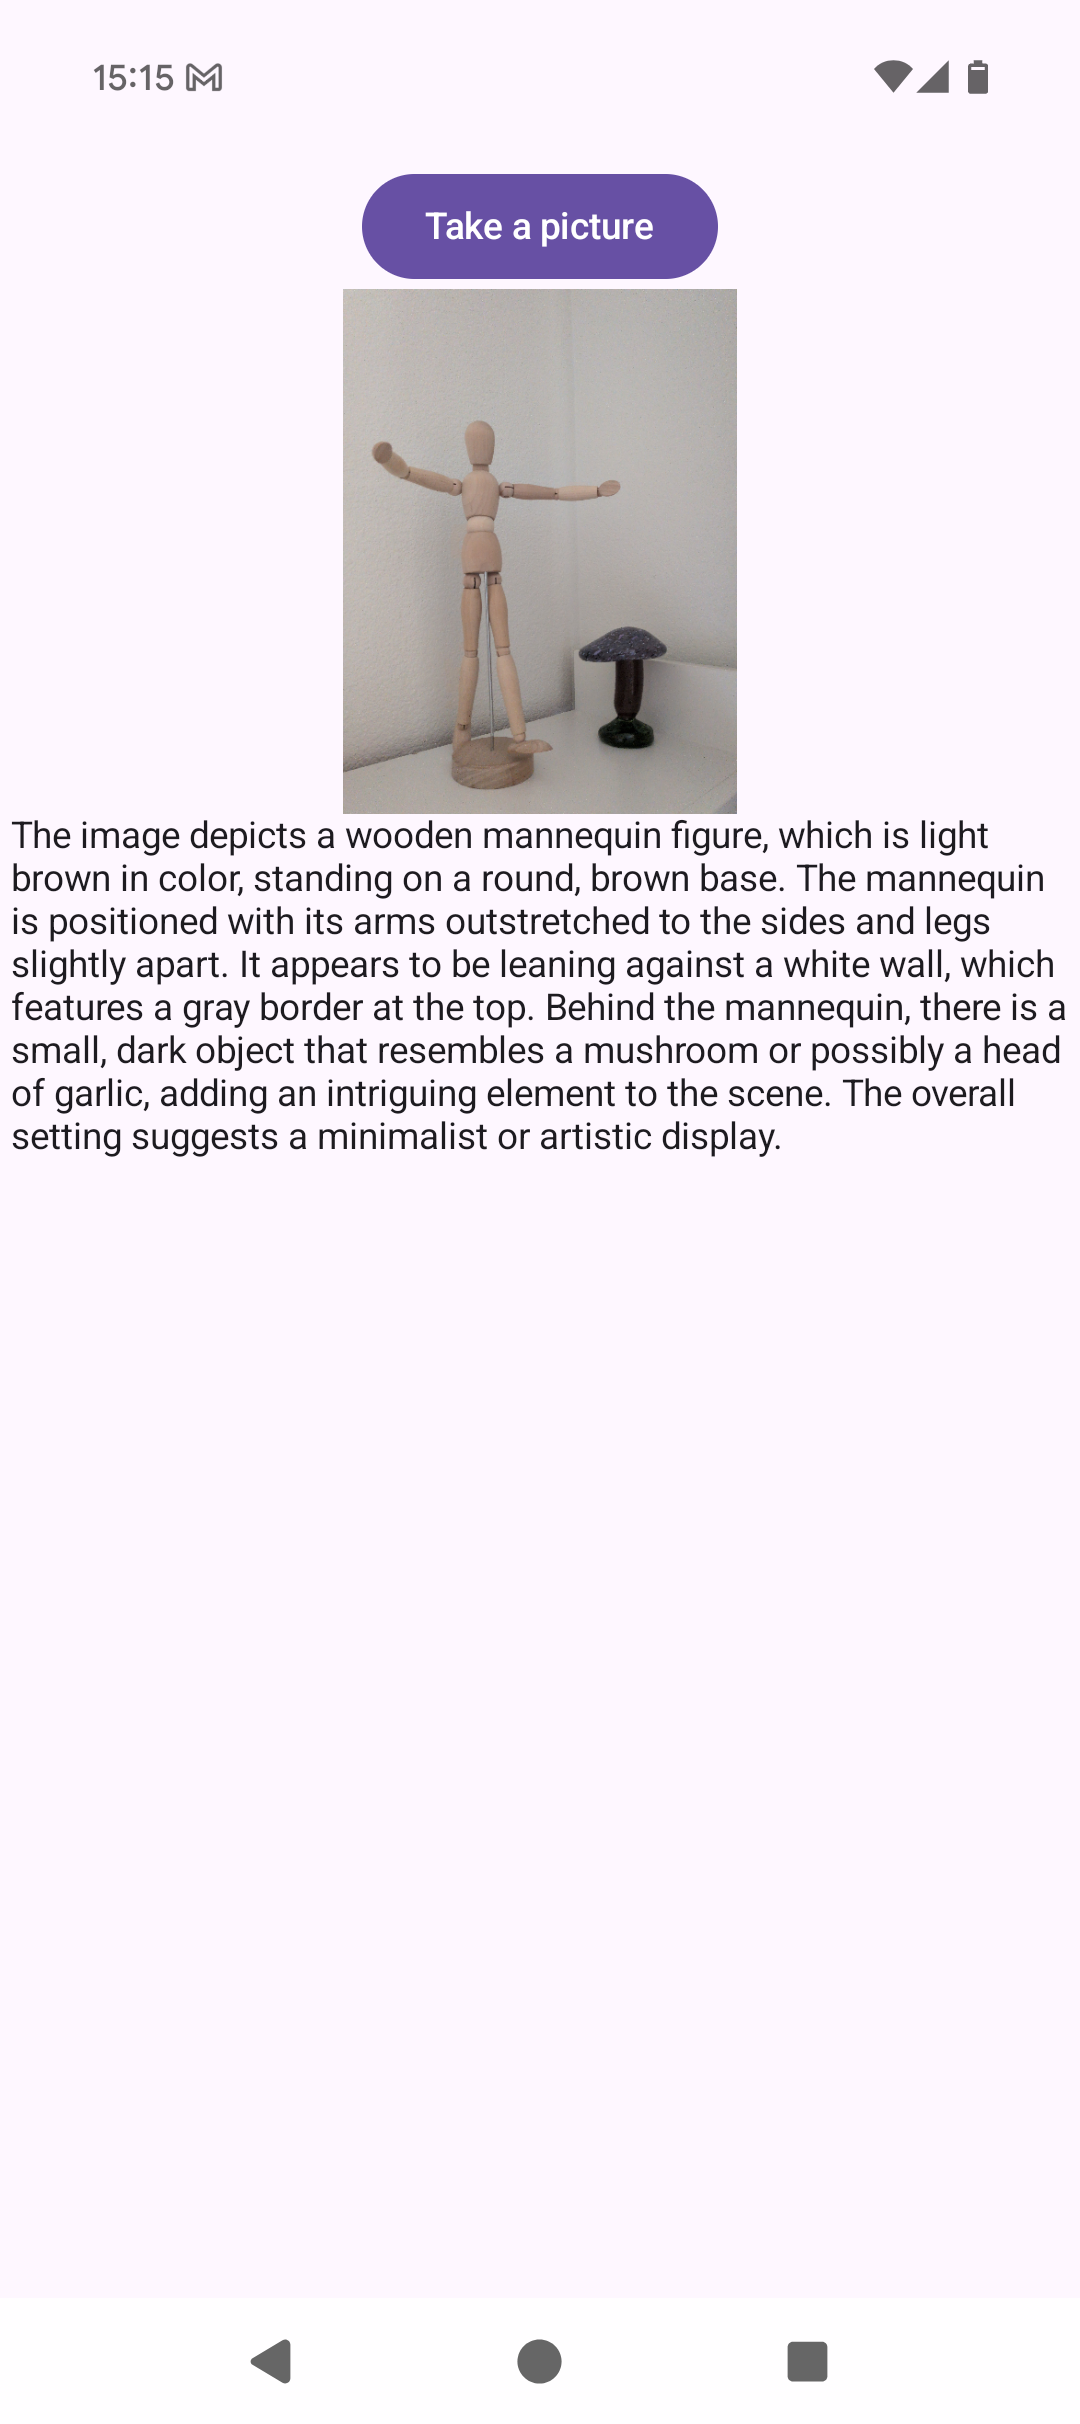 15:15
Take a picture
The image depicts a wooden mannequin figure, which is light
brown in color, standing on a round, brown base. The mannequin
is positioned with its arms outstretched to the sides and legs
slightly apart. It appears to be leaning against a white wall, which
features a gray border at the top. Behind the mannequin, there is a
small, dark object that resembles a mushroom or possibly a head
of garlic, adding an intriguing element to the scene. The overall
setting suggests a minimalist or artistic display.